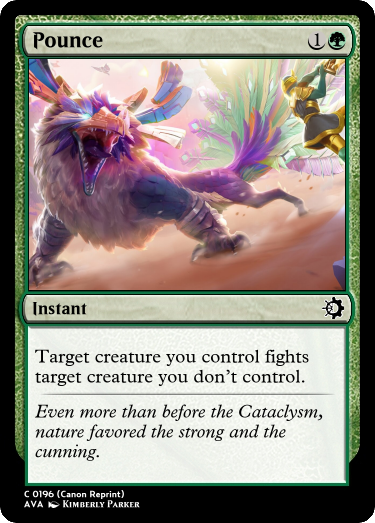 Pounce 1
Instant
Target creature you control fights
target creature you don't control.
Even more than before the Cataclysm,
nature favored the strong and the
cunning.
C 0196 (Canon Reprint)
AVA Kimberly Parker